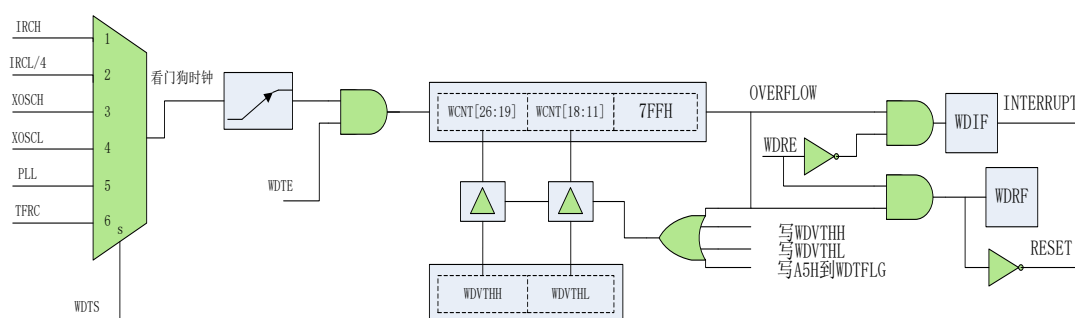 IRCH
1
IRCL/4
2
XOSCH
3
XOSCL
4
PLL
5
TFRC
6
s
WDTS
看门狗时钟
WDTE
WCNT[26:19]
WCNT[18:11]
7FFH
WDVTHH
WDVTHL
OVERFLOW
WDRE
写WDVTHH
写WDVTHL
写A5H到WDTFLG
WDIF
INTERRUPT
WDRF
RESET